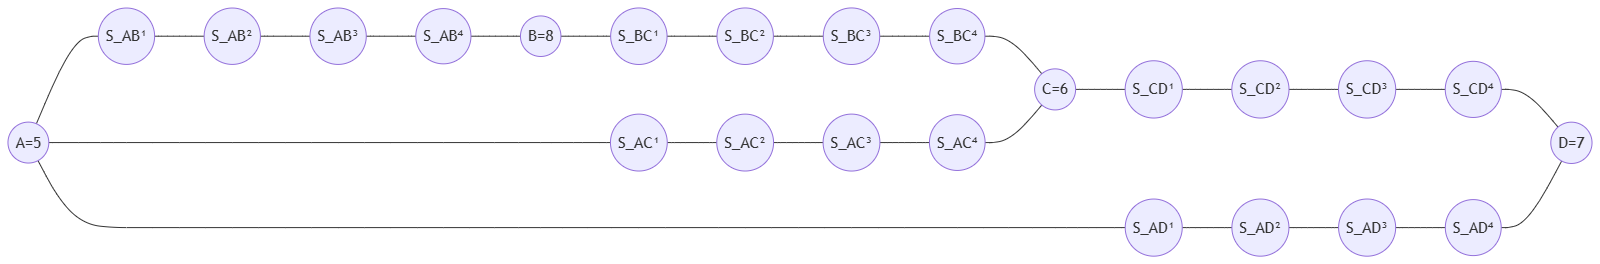 S_AB¹ S_AB² S_AB³ S_AB⁴ B=8 S_BC¹ S_BC² S_BC³ S_BC⁴
C=6 S_CD¹ S_CD² S_CD³ S_CD⁴
A=5 S_AC¹ S_AC² S_AC³ S_AC⁴ D=7
S_AD¹ S_AD² S_AD³ S_AD⁴